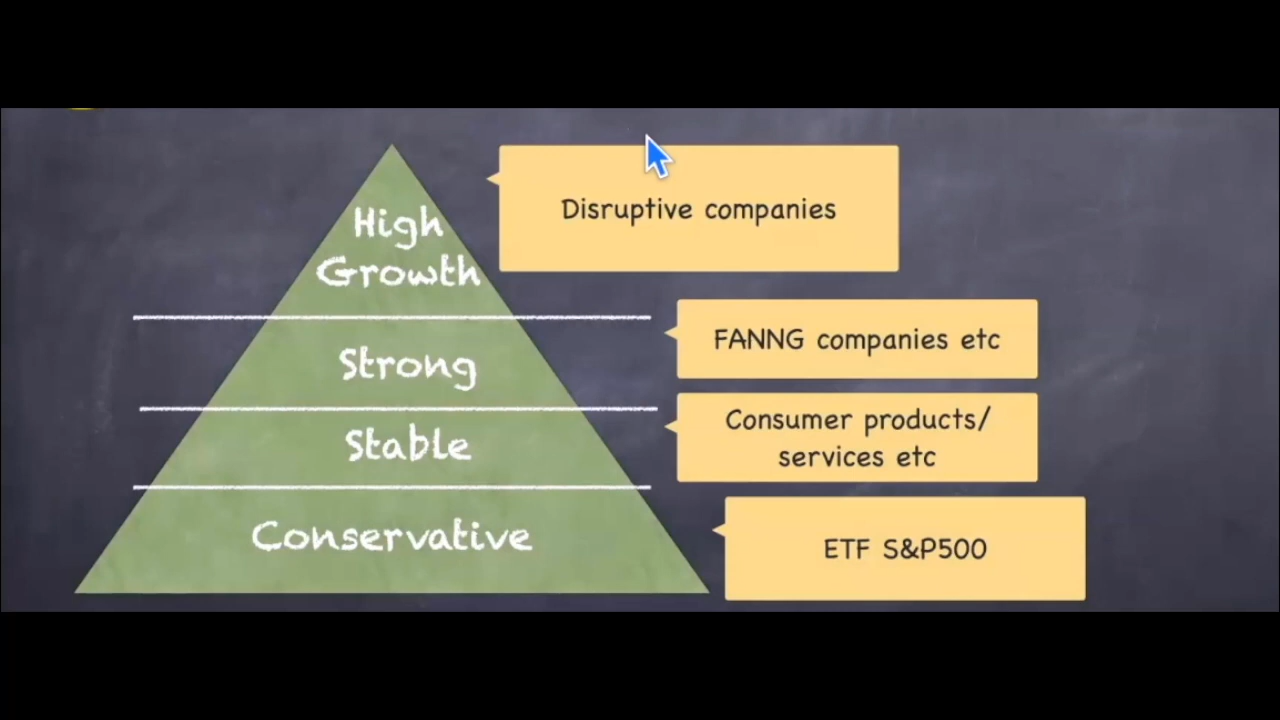 High
Growth
Disruptive companies
Strong
FANNG companies etc
Stable
Consumer products/
services etc
Conservative
ETF S&P500